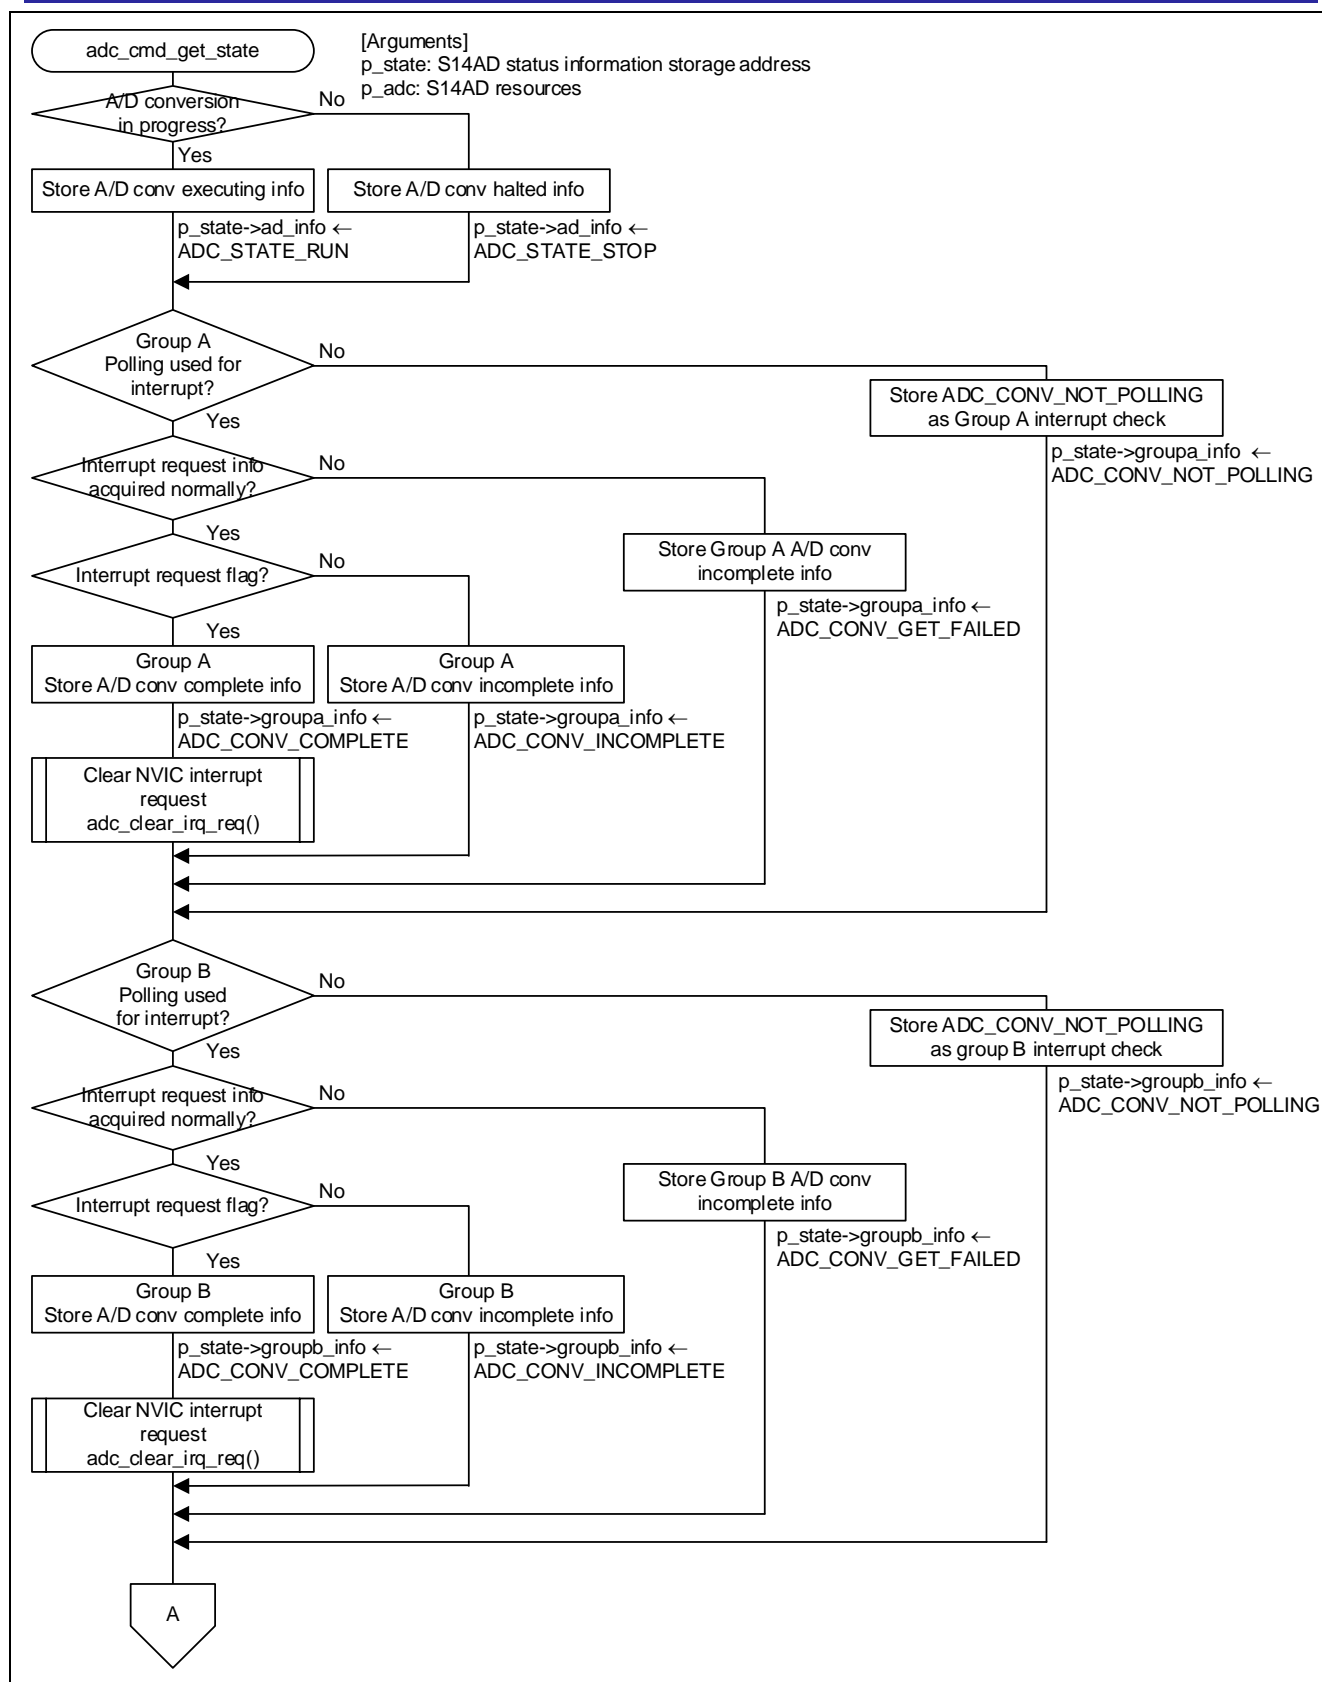 adc_cmd_get_state
[Arguments]
p_state: S14AD status information storage address
p_adc: S14AD resources
A/D conversion
in progress?
No
Yes
Store A/D conv executing info
Store A/D conv halted info
p_state->ad_info ←
ADC_STATE_RUN
p_state->ad_info ←
ADC_STATE_STOP
Group A
Polling used for
interrupt?
No
Yes
Store ADC_CONV_NOT_POLLING
as Group A interrupt check
p_state->groupa_info ←
ADC_CONV_NOT_POLLING
Interrupt request info
acquired normally?
No
Yes
Store Group A A/D conv
incomplete info
p_state->groupa_info ←
ADC_CONV_GET_FAILED
Interrupt request flag?
No
Yes
Group A
Store A/D conv complete info
Group A
Store A/D conv incomplete info
p_state->groupa_info ←
ADC_CONV_COMPLETE
p_state->groupa_info ←
ADC_CONV_INCOMPLETE
Clear NVIC interrupt
request
adc_clear_irq_req()
Group B
Polling used
for interrupt?
No
Yes
Store ADC_CONV_NOT_POLLING
as group B interrupt check
p_state->groupb_info ←
ADC_CONV_NOT_POLLING
Interrupt request info
acquired normally?
No
Yes
Store Group B A/D conv
incomplete info
p_state->groupb_info ←
ADC_CONV_GET_FAILED
Interrupt request flag?
No
Yes
Group B
Store A/D conv complete info
Group B
Store A/D conv incomplete info
p_state->groupb_info ←
ADC_CONV_COMPLETE
p_state->groupb_info ←
ADC_CONV_INCOMPLETE
Clear NVIC interrupt
request
adc_clear_irq_req()
A